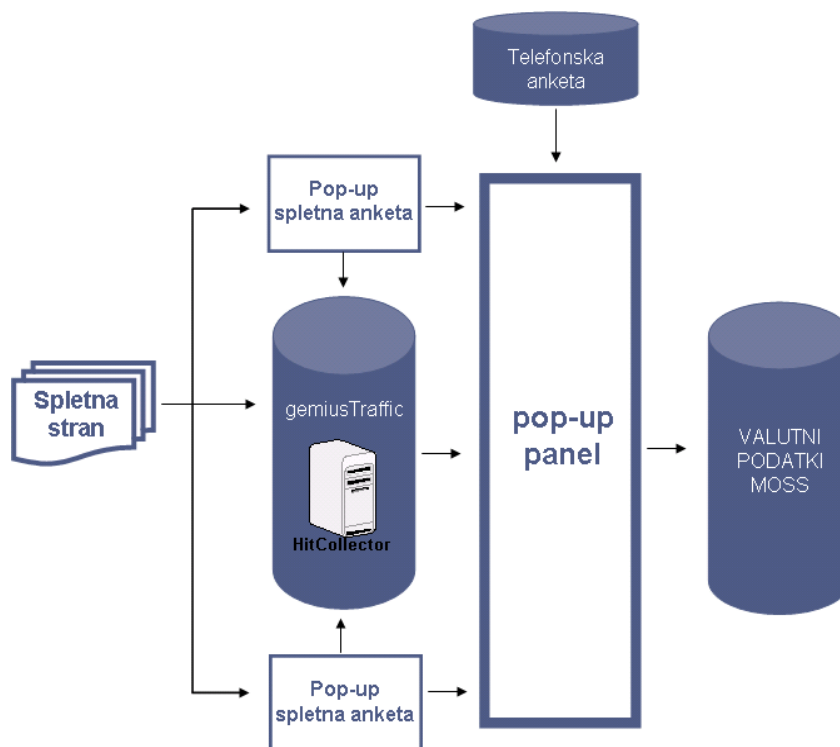 Telefonska
anketa
Pop-up
spletna anketa
Spletna
stran
gemiusTraffic
HitCollector
pop-up
panel
VALUTNI
PODATKI
MOSS
Pop-up
spletna anketa